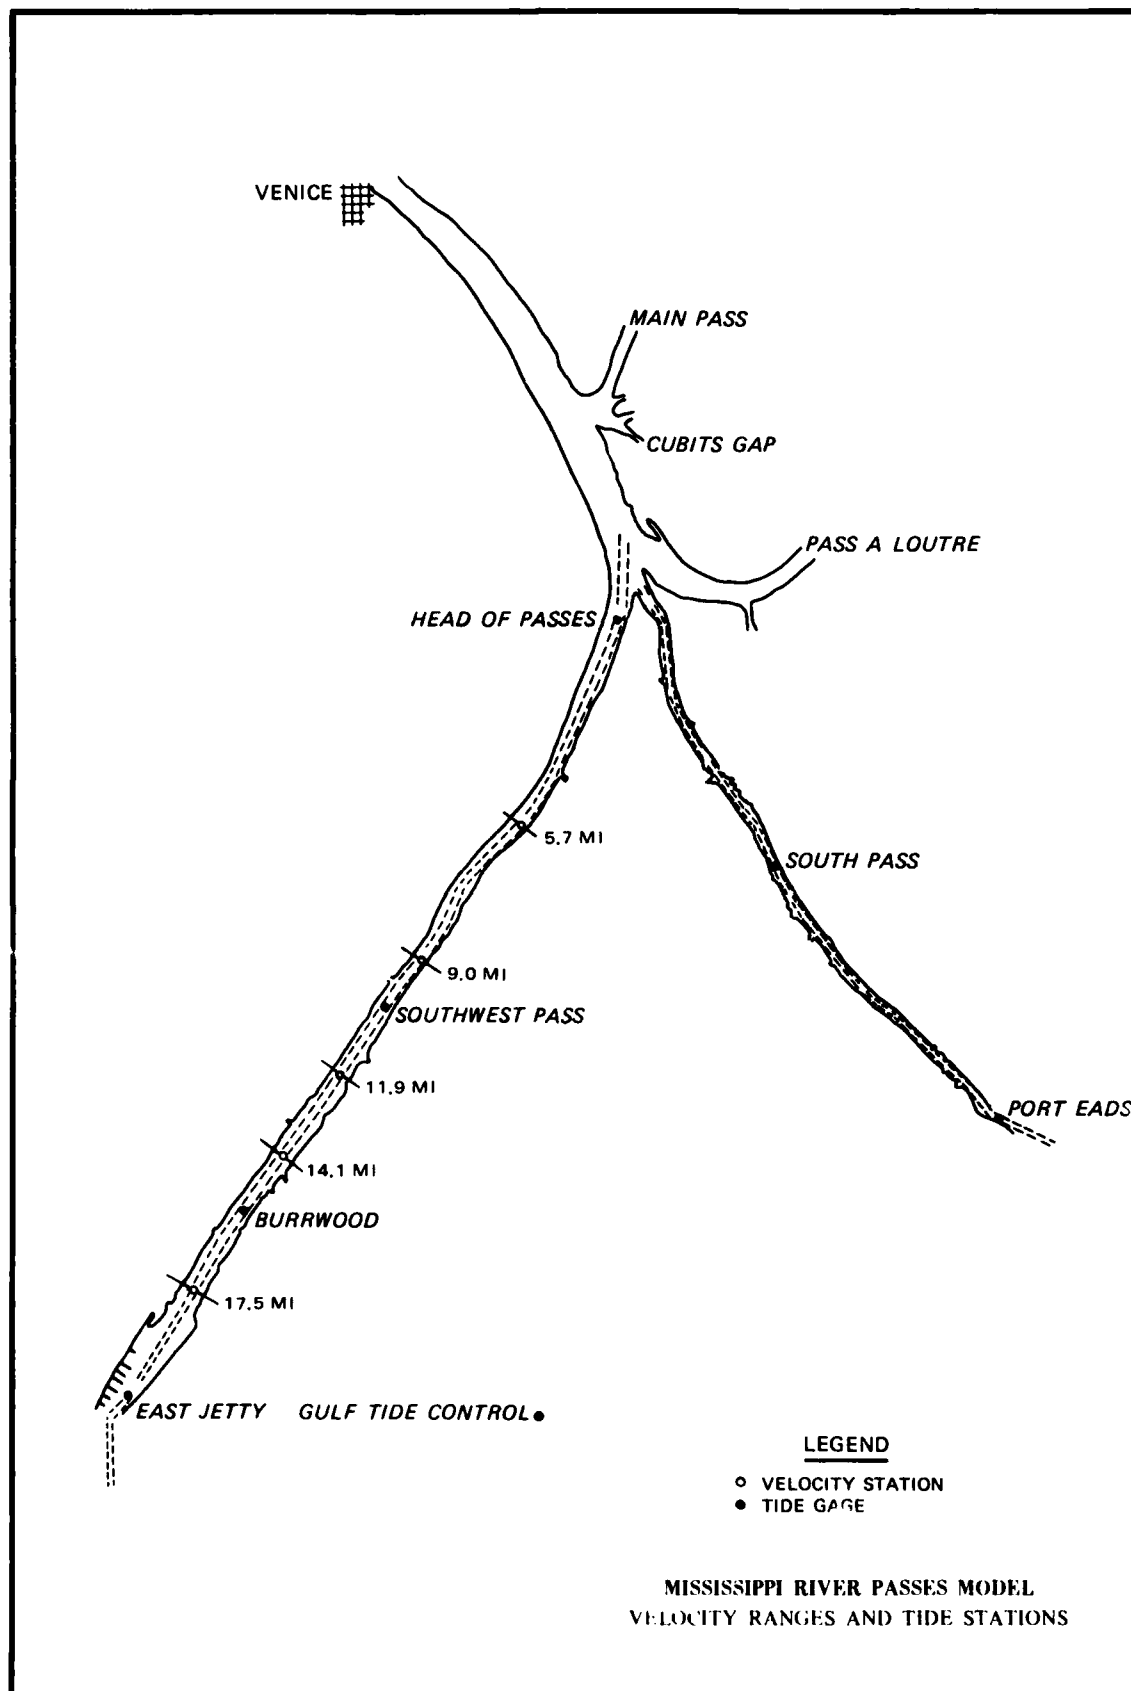 VENICE
MAIN PASS
CUBITS GAP
PASS A LOUTRE
HEAD OF PASSES
5.7 MI
SOUTH PASS
9.0 MI
SOUTHWEST PASS
11.9 MI
PORT EADS
14.1 MI
BURRWOOD
17.5 MI
EAST JETTY GULF TIDE CONTROL
LEGEND
VELOCITY STATION
TIDE GAGE
MISSISSIPPI RIVER PASSES MODEL
VELOCITY RANGES AND TIDE STATIONS